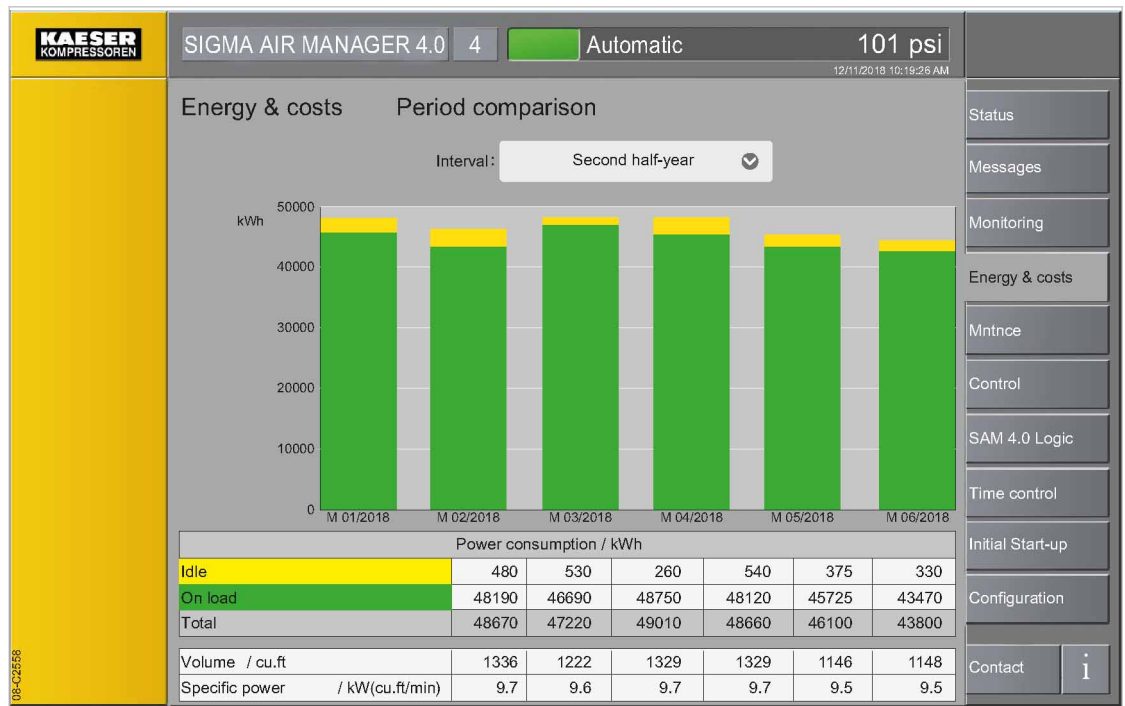 KAESER
KOMPRESSOREN
SIGMA AIR MANAGER 4.0 4 Automatic 101 psi
12/11/2018 10:19:26 AM
Energy & costs Period comparison
Interval: Second half-year
kWh
50000
40000
30000
20000
10000
0
M 01/2018 M 02/2018 M 03/2018 M 04/2018 M 05/2018 M 06/2018
Power consumption / kWh
Idle 480 530 260 540 375 330
On load 48190 46690 48750 48120 45725 43470
Total 48670 47220 49010 48660 46100 43800
Volume / cu.ft 1336 1222 1329 1329 1146 1148
Specific power / kW(cu.ft/min) 9.7 9.6 9.7 9.7 9.5 9.5
Status
Messages
Monitoring
Energy & costs
Mntnce
Control
SAM 4.0 Logic
Time control
Initial Start-up
Configuration
Contact i
08-C2558